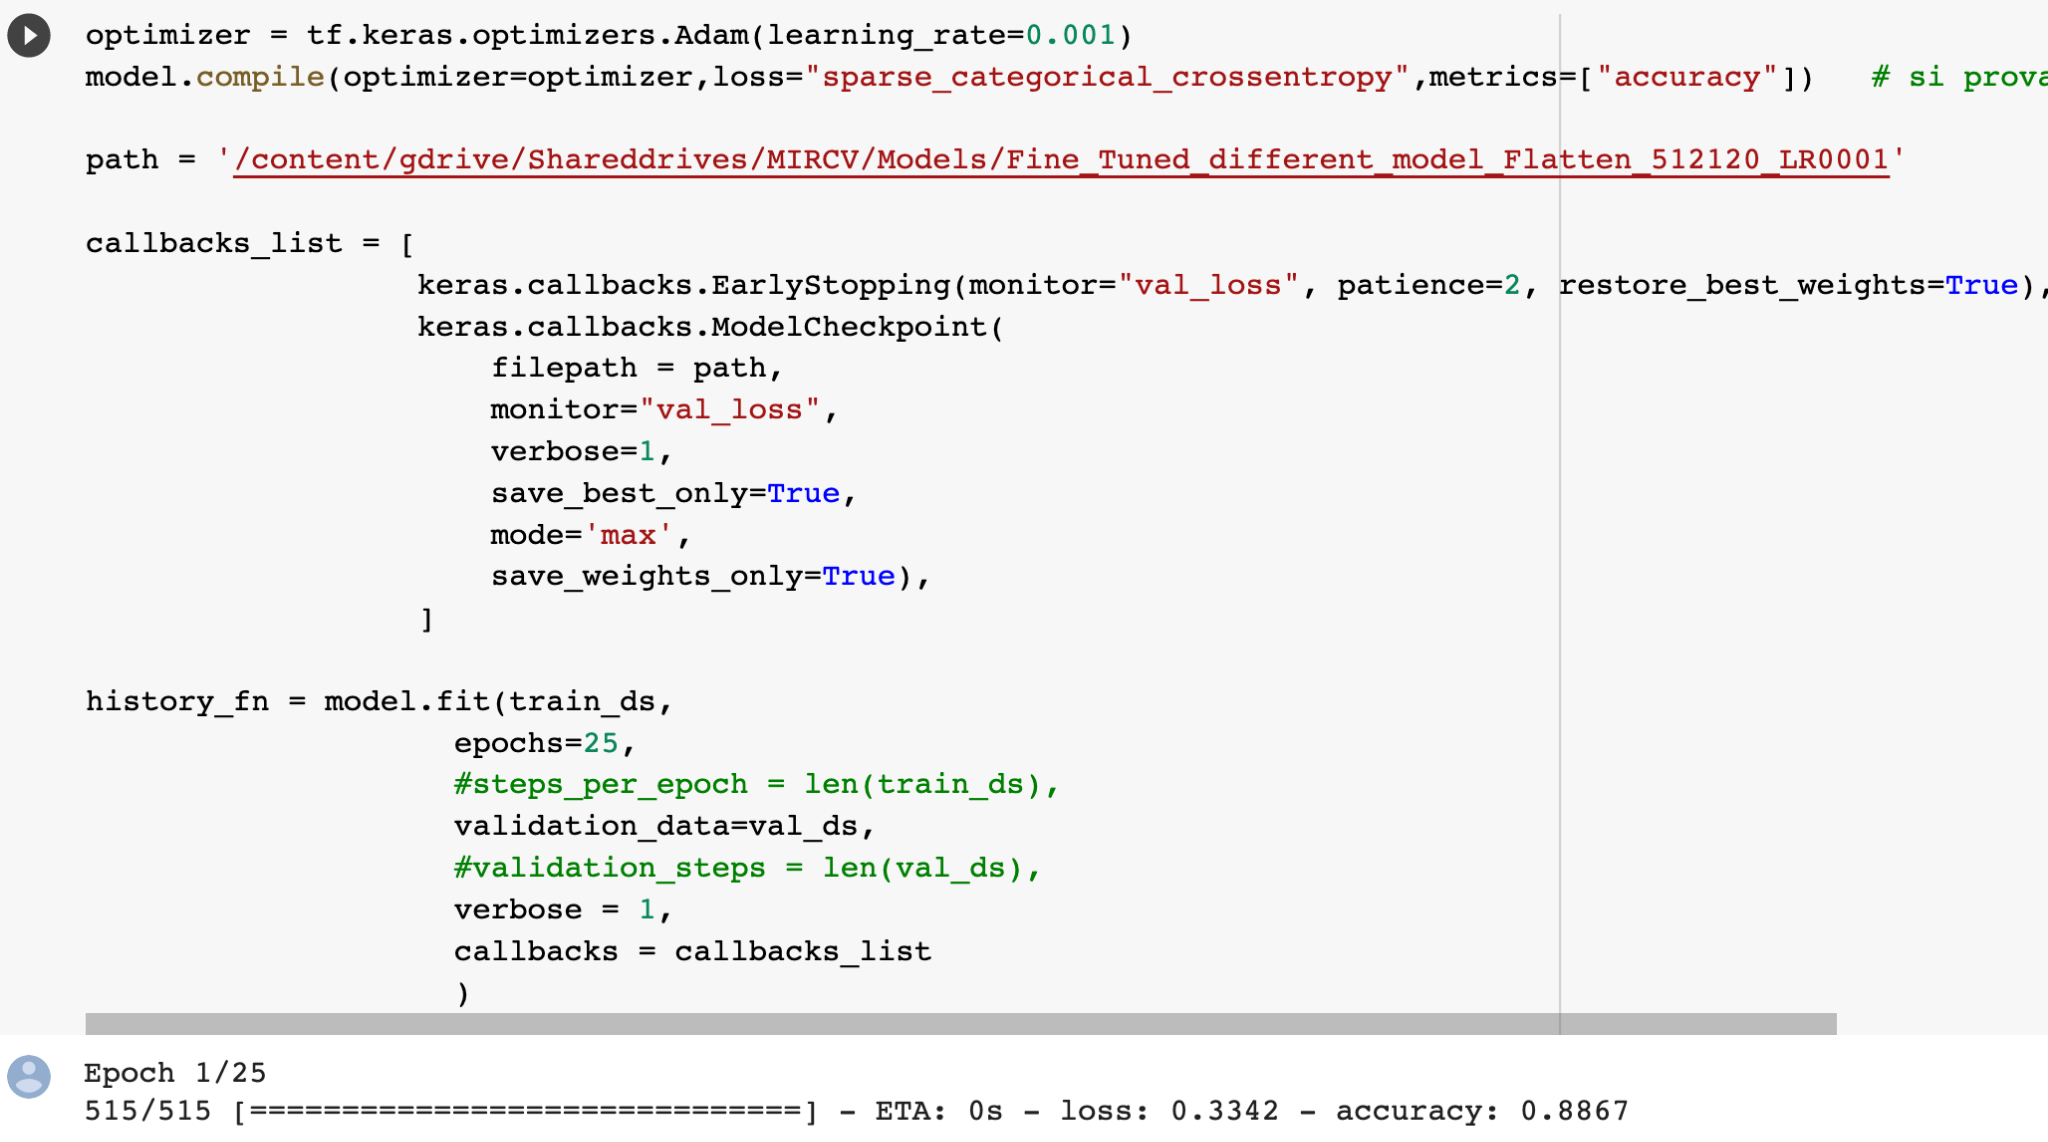 optimizer = tf.keras.optimizers.Adam(learning_rate=0.001)
model.compile(optimizer=optimizer,loss="sparse_categorical_crossentropy",metrics=["accuracy"])   # si prova
path = '/content/gdrive/Shareddrives/MIRCV/Models/Fine_Tuned_different_model_Flatten_512120_LR0001'
callbacks_list = [
keras.callbacks.EarlyStopping(monitor="val_loss", patience=2, restore_best_weights=True),
keras.callbacks.ModelCheckpoint(
filepath = path,
monitor="val_loss",
verbose=1,
save_best_only=True,
mode='max',
save_weights_only=True),
]
history_fn = model.fit(train_ds,
epochs=25,
#steps_per_epoch = len(train_ds),
validation_data=val_ds,
#validation_steps = len(val_ds),
verbose = 1,
callbacks = callbacks_list
)
Epoch 1/25
515/515 [==============================] - ETA: 0s - loss: 0.3342 - accuracy: 0.8867